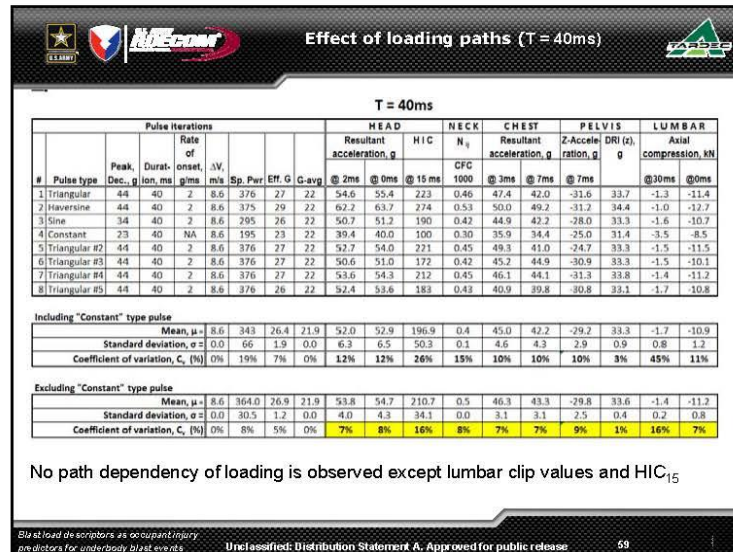 U.S.ARMY
RDECOM
Effect of loading paths (T = 40ms)
TARDEC
T = 40ms
Pulse iterations HEAD NECK CHEST PELVIS LUMBAR
# Pulse type Peak, Dec., g Durat- ion, ms Rate of onset, g/ms ΔV, m/s Sp. Pwr Eff. G G-avg Resultant acceleration, g HIC N ij Resultant acceleration, g Z-Accele- ration, g DRI (z), g Axial compression, kN
@ 2ms @ 0ms @ 15 ms CFC 1000 @ 3ms @ 7ms @ 7ms @30ms @0ms
1 Triangular 44 40 2 8.6 376 27 22 54.6 55.4 223 0.46 47.4 42.0 -31.6 33.7 -1.3 -11.4
2 Haversine 44 40 2 8.6 375 29 22 62.2 63.7 274 0.53 50.0 49.2 -31.2 34.4 -1.0 -12.7
3 Sine 34 40 2 8.6 295 26 22 50.7 51.2 190 0.42 44.9 42.2 -28.0 33.3 -1.6 -10.7
4 Constant 23 40 NA 8.6 195 23 22 39.4 40.0 100 0.30 35.9 34.4 -25.0 31.4 -3.5 -8.5
5 Triangular #2 44 40 2 8.6 376 27 22 52.7 54.0 221 0.45 49.3 41.0 -24.7 33.3 -1.5 -11.5
6 Triangular #3 44 40 2 8.6 376 27 22 50.6 51.0 172 0.42 45.2 44.9 -30.9 33.3 -1.5 -10.1
7 Triangular #4 44 40 2 8.6 376 27 22 53.6 54.3 212 0.45 46.1 44.1 -31.3 33.8 -1.4 -11.2
8 Triangular #5 44 40 2 8.6 376 26 22 52.4 53.6 183 0.43 40.9 39.8 -30.8 33.1 -1.7 -10.8
Including "Constant" type pulse
Mean, μ = 8.6 343 26.4 21.9 52.0 52.9 196.9 0.4 45.0 42.2 -29.2 33.3 -1.7 -10.9
Standard deviation, σ = 0.0 66 1.9 0.0 6.3 6.5 50.3 0.1 4.6 4.3 2.9 0.9 0.8 1.2
Coefficient of variation, Cv (%) 0% 19% 7% 0% 12% 12% 26% 15% 10% 10% 10% 3% 45% 11%
Excluding "Constant" type pulse
Mean, μ = 8.6 364.0 26.9 21.9 53.8 54.7 210.7 0.5 46.3 43.3 -29.8 33.6 -1.4 -11.2
Standard deviation, σ = 0.0 30.5 1.2 0.0 4.0 4.3 34.1 0.0 3.1 3.1 2.5 0.4 0.2 0.8
Coefficient of variation, Cv (%) 0% 8% 5% 0% 7% 8% 16% 8% 7% 7% 9% 1% 16% 7%
No path dependency of loading is observed except lumbar clip values and HIC15
Blast load descriptors as occupant injury
predictors for underbody blast events
Unclassified: Distribution Statement A. Approved for public release
59